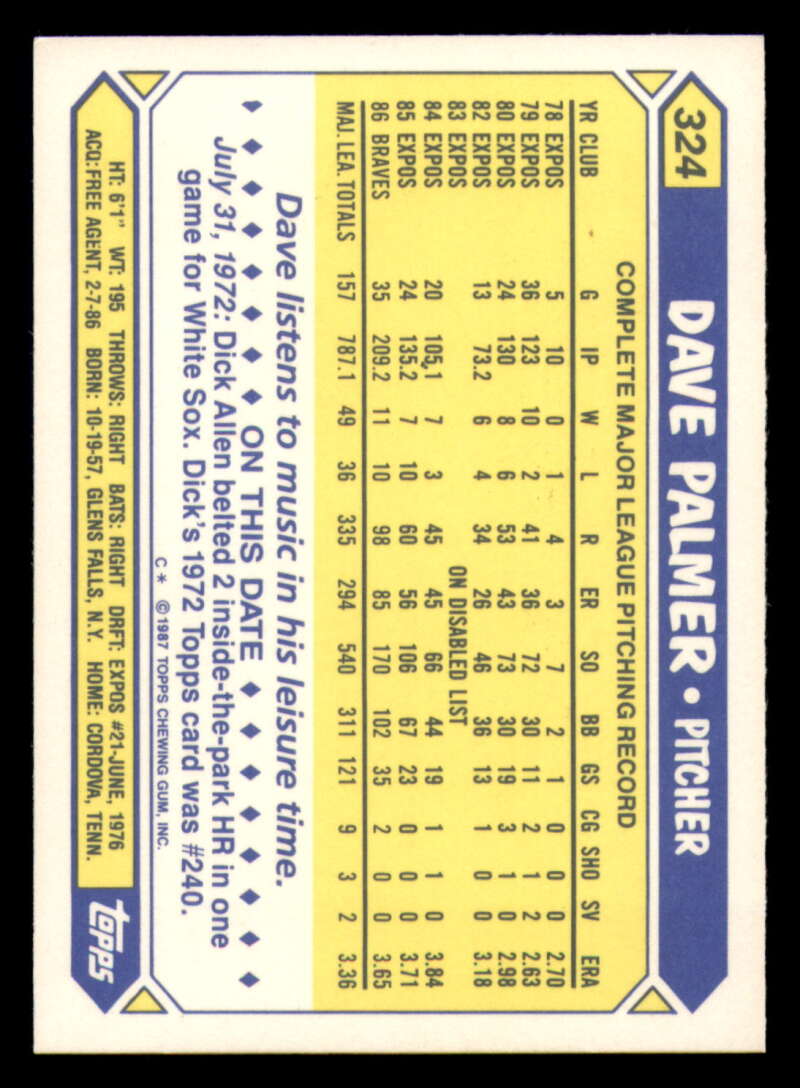 324 DAVE PALMER • PITCHER
COMPLETE MAJOR LEAGUE PITCHING RECORD
YR CLUB G IP W L R ER SO BB GS CG SHO SV ERA
78 EXPOS 5 10 0 1 4 3 7 2 1 0 0 0 2.70
79 EXPOS 36 123 10 2 41 36 72 30 11 2 1 2 2.63
80 EXPOS 24 130 8 6 53 43 73 30 19 3 1 0 2.98
82 EXPOS 13 73.2 6 4 34 26 46 36 13 1 0 0 3.18
83 EXPOS ON DISABLED LIST
84 EXPOS 20 105.1 7 3 45 45 66 44 19 1 1 0 3.84
85 EXPOS 24 135.2 7 10 60 56 106 67 23 0 0 0 3.71
86 BRAVES 35 209.2 11 10 98 85 170 102 35 2 0 0 3.65
MAJ. LEA. TOTALS 157 787.1 49 36 335 294 540 311 121 9 3 2 3.36
Dave listens to music in his leisure time.
ON THIS DATE
July 31, 1972: Dick Allen belted 2 inside-the-park HR in one
game for White Sox. Dick's 1972 Topps card was #240.
C * ©1987 TOPPS CHEWING GUM, INC.
HT: 6'1" WT: 195 THROWS: RIGHT BATS: RIGHT DRFT: EXPOS #21-JUNE, 1976
ACQ: FREE AGENT, 2-7-86 BORN: 10-19-57, GLENS FALLS, N.Y. HOME: CORDOVA, TENN.
topps